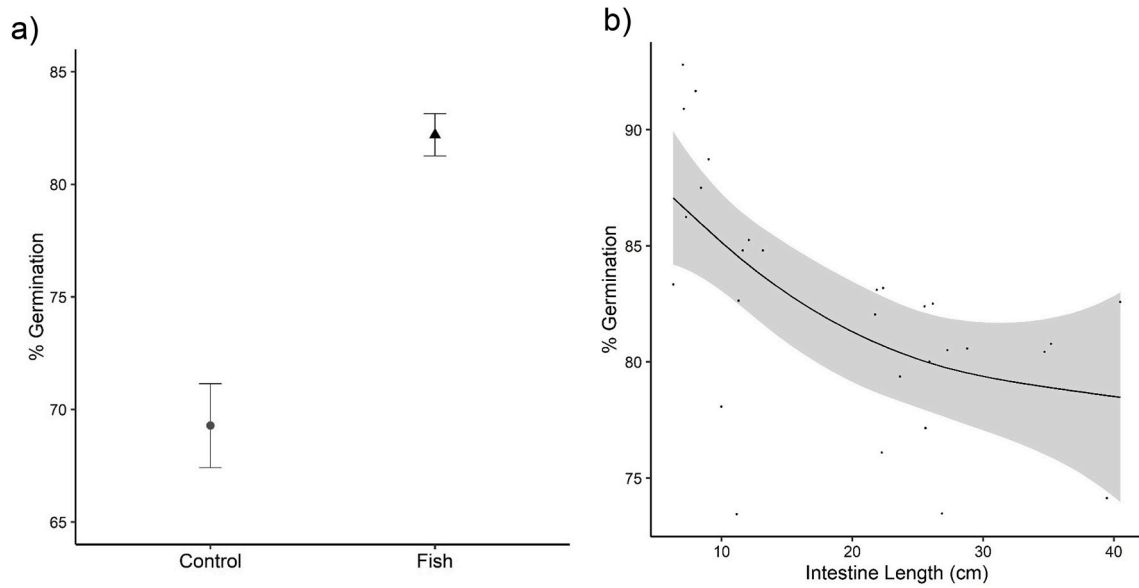 a)
% Germination
85
80
75
70
65
Control
Fish
b)
% Germination
90
85
80
75
10
20
30
40
Intestine Length (cm)